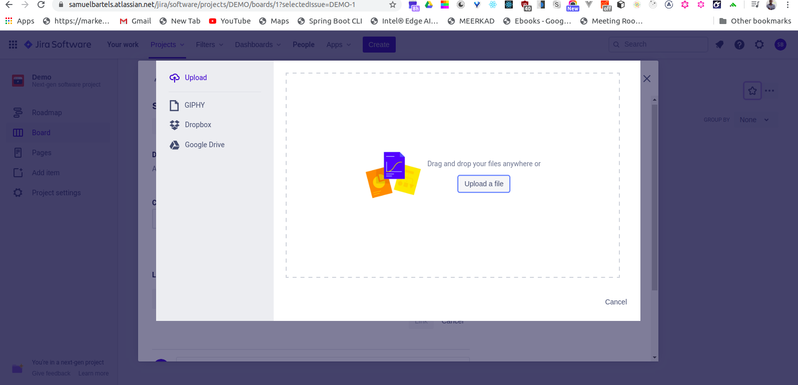 samuelbartels.atlassian.net/jira/software/projects/DEMO/boards/1?selectedIssue=DEMO-1
Apps
https://marke...
Gmail
New Tab
YouTube
Maps
Spring Boot CLI
Intel® Edge AI...
MEERKAD
Ebooks - Goog...
Meeting Roo...
Other bookmarks
Jira Software
Your work
Projects
Filters
Dashboards
People
Apps
Create
Search
Demo
Next-gen software project
Roadmap
Board
Pages
Add item
Project settings
GROUP BY
None
Upload
GIPHY
Dropbox
Google Drive
Drag and drop your files anywhere or
Upload a file
Cancel
Link
Cancel
You're in a next-gen project
Give feedback
Learn more